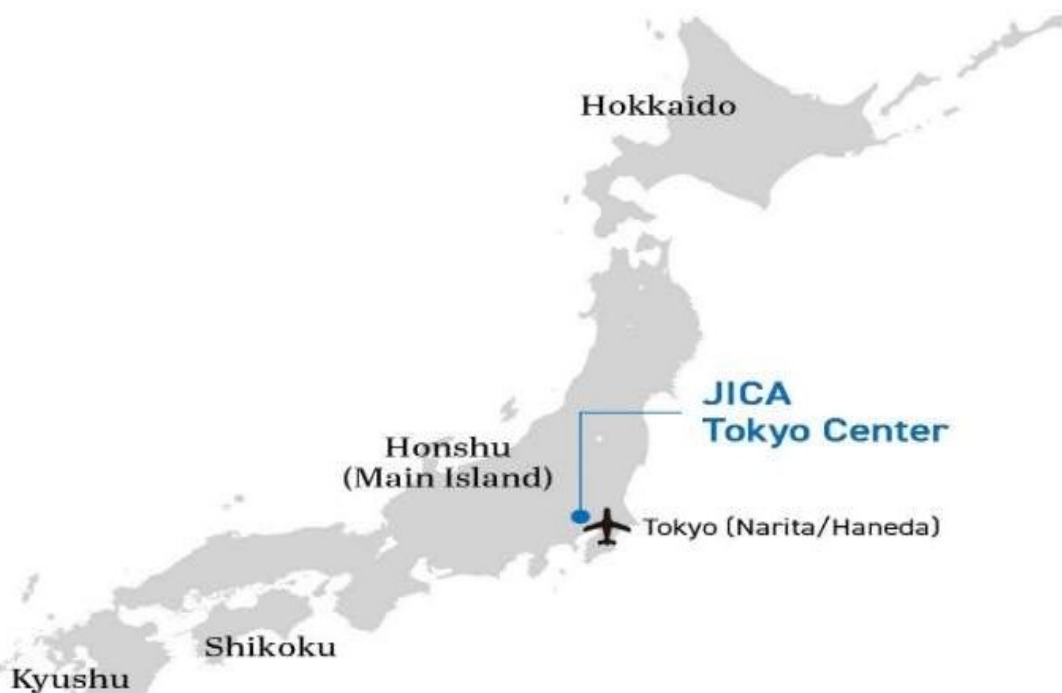 Hokkaido
JICA
Tokyo Center
Honshu
(Main Island)
Tokyo (Narita/Haneda)
Shikoku
Kyushu